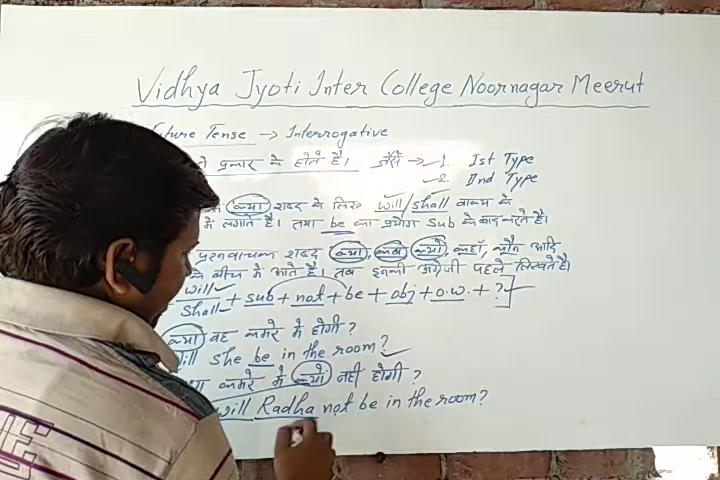 Vidhya Jyoti Inter College Noornagar Meerut
Future Tense → Interrogative
प्रकार के होते है। जैसे → 1. Ist Type
2. IInd Type
क्या शब्द के लिए will/shall वाक्य के
में लगाते है। तथा be का प्रयोग sub के बाद करते है।
प्रश्नवाचक शब्द क्या, कब, क्यों, कहाँ, कौन आदि
के बीच में आते है। तब इनकी अंग्रेजी पहले लिखते है।
will/shall + sub + not + be + obj + o.w. + ?
क्या वह कमरे में होगी ?
Will she be in the room ?
कमरे में क्यों नही होगी ?
will Radha not be in the room?